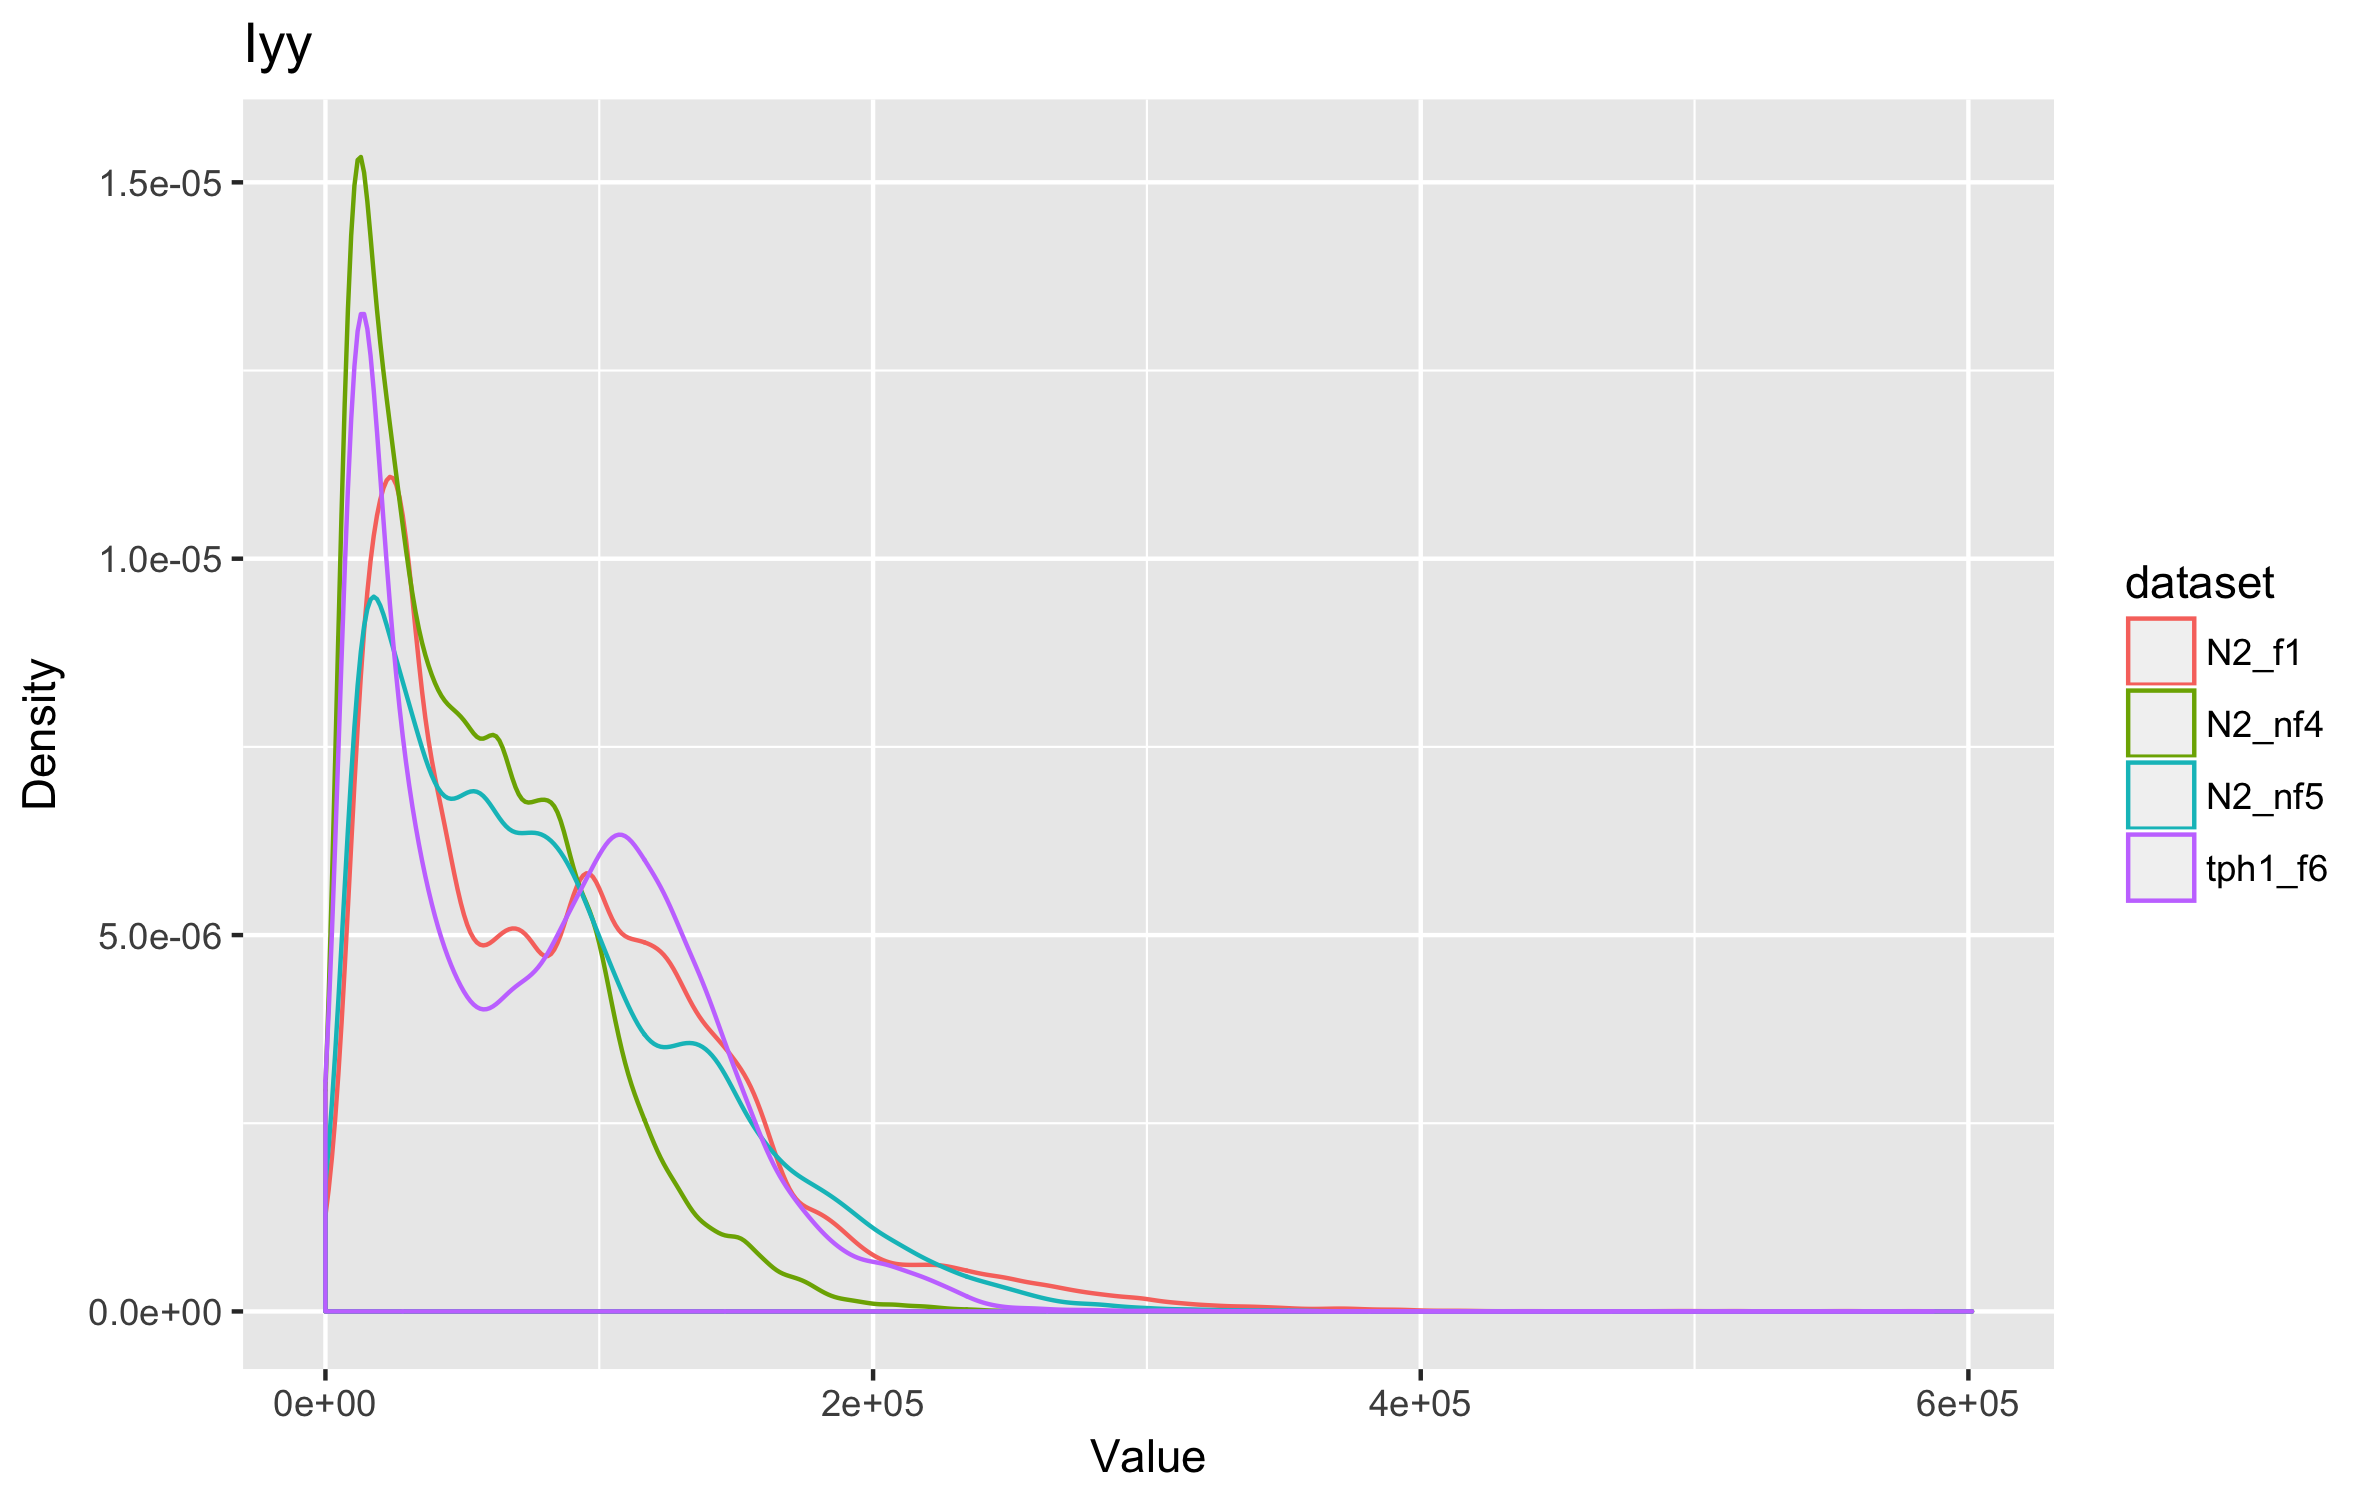 Iyy
1.5e-05
1.0e-05
5.0e-06
0.0e+00
Density
0e+00
2e+05
4e+05
6e+05
Value
dataset
N2_f1
N2_nf4
N2_nf5
tph1_f6